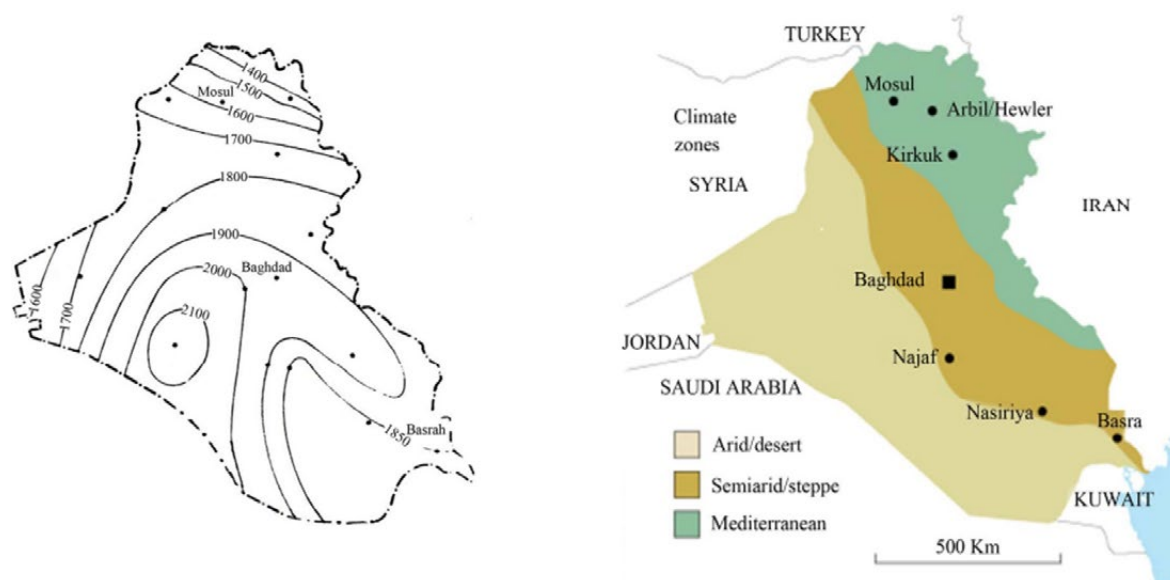 1400
1500
Mosul
1600
1700
1800
1900
2000
Baghdad
1600
1700
2100
1850
Basrah
TURKEY
Mosul
Arbil/Hewler
Climate
zones
Kirkuk
SYRIA
IRAN
Baghdad
JORDAN
Najaf
SAUDI ARABIA
Nasiriya
Basra
Arid/desert
Semiarid/steppe
KUWAIT
Mediterranean
500 Km